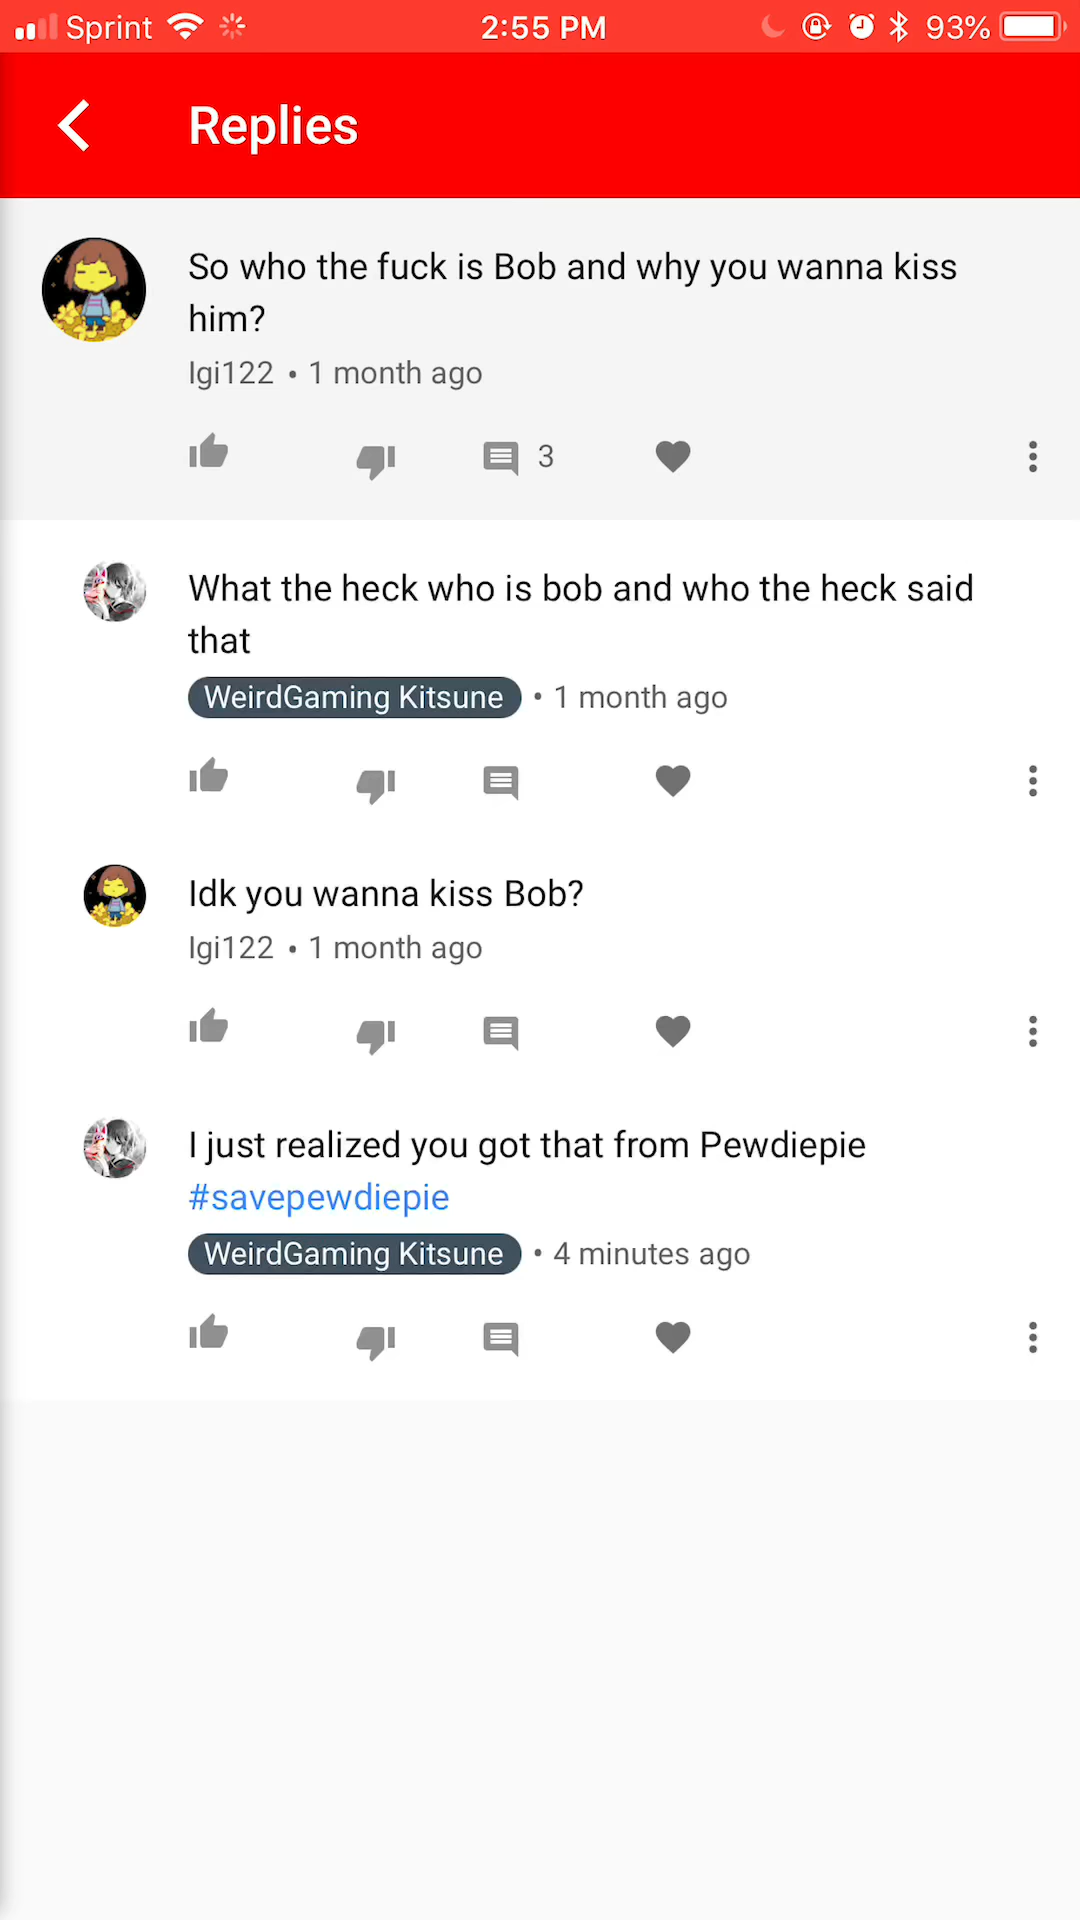 Sprint 2:55 PM 93%
Replies
So who the fuck is Bob and why you wanna kiss
him?
Igi122 • 1 month ago
3
What the heck who is bob and who the heck said
that
WeirdGaming Kitsune • 1 month ago
Idk you wanna kiss Bob?
Igi122 • 1 month ago
I just realized you got that from Pewdiepie
#savepewdiepie
WeirdGaming Kitsune • 4 minutes ago